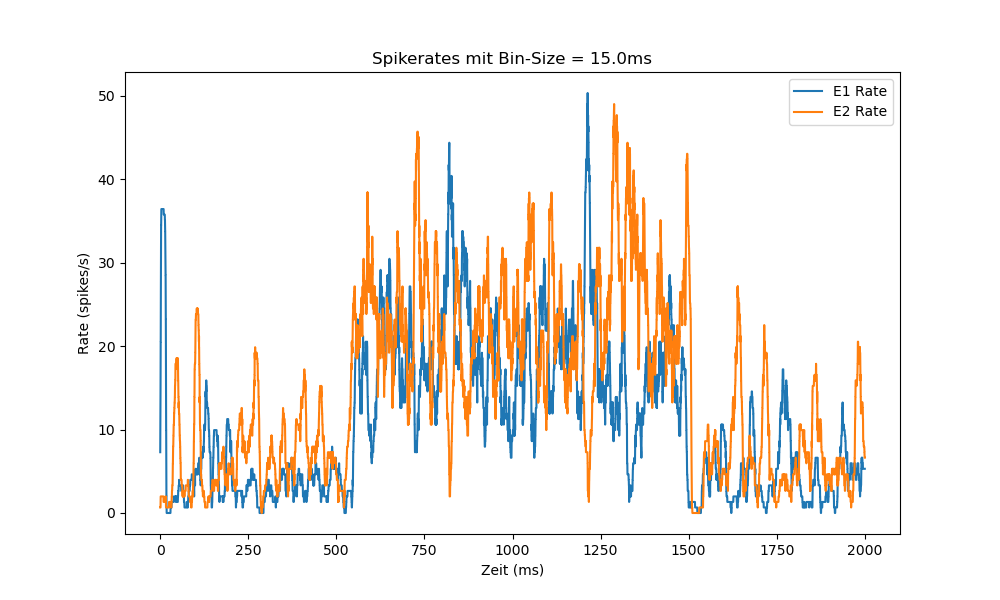 Spikerates mit Bin-Size = 15.0ms
E1 Rate
E2 Rate
Rate (spikes/s)
50
40
30
20
10
0
0 250 500 750 1000 1250 1500 1750 2000
Zeit (ms)